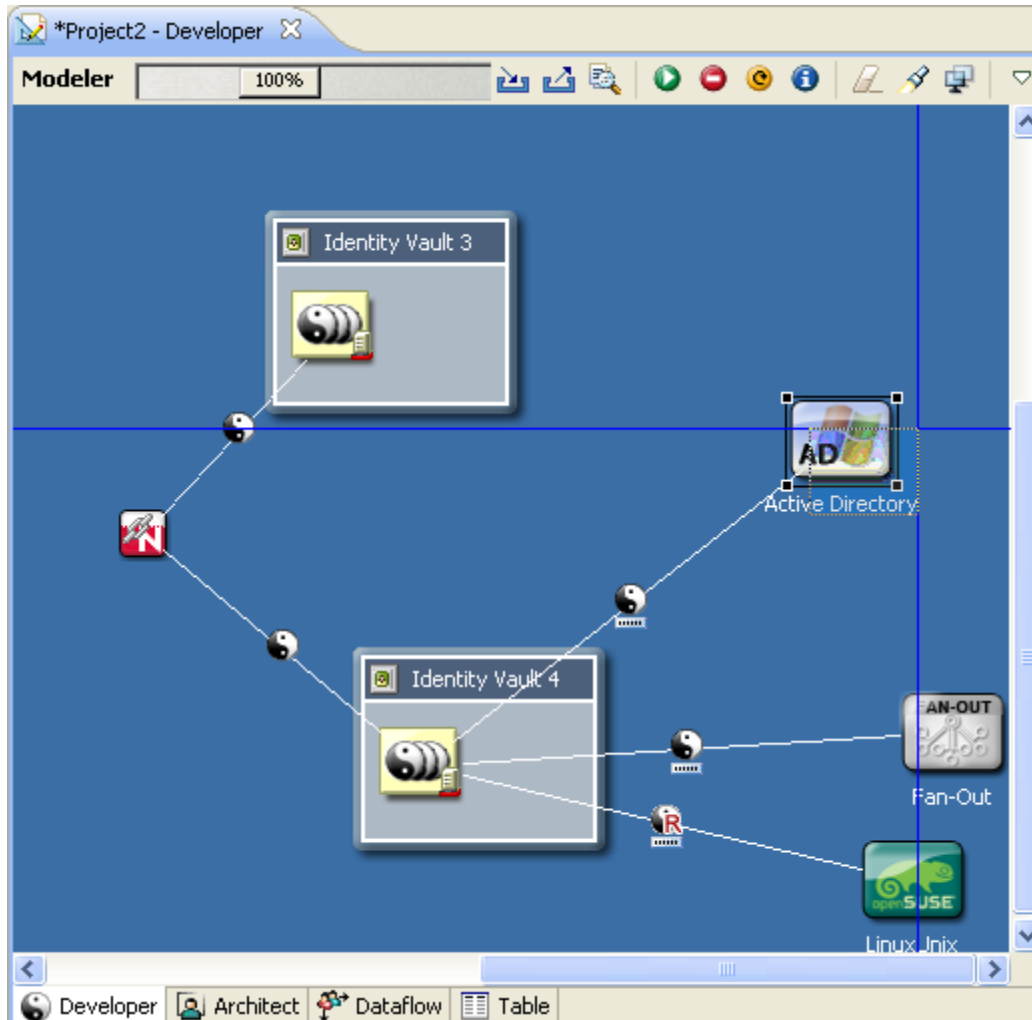 *Project2 - Developer
Modeler 100%
Identity Vault 3
AD
Active Directory
N
Identity Vault 4
FAN-OUT
Fan-Out
R
openSUSE
Linux Unix
Developer Architect Dataflow Table